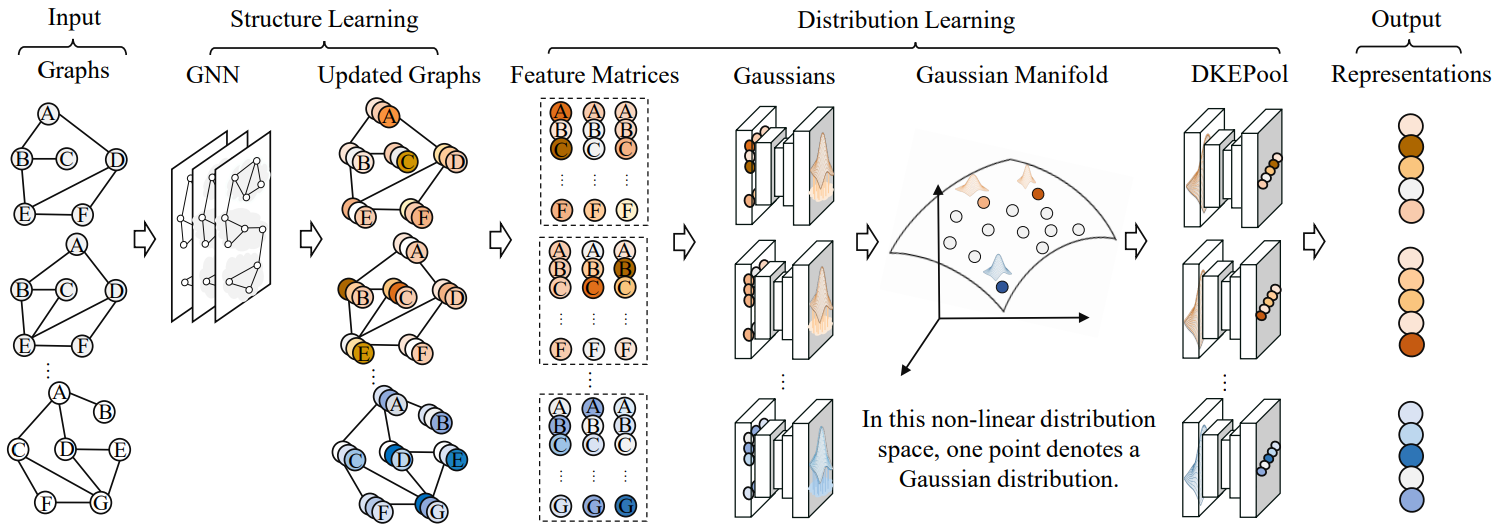 Input
Structure Learning
Distribution Learning
Output
Graphs
GNN
Updated Graphs
Feature Matrices
Gaussians
Gaussian Manifold
DKEPool
Representations
A
B C D
E F
A
B C D
E F
⋮
A
B
C D E
F G
A
B C D
E F
A
B C D
E F
⋮
A
B
C D E
F G
A A A
B B B
C C C
⋮ ⋮ ⋮
F F F
A A A
B B B
C C C
⋮ ⋮ ⋮
F F F
⋮
A A A
B B B
C C C
⋮ ⋮ ⋮
G G G
⋮
In this non-linear distribution
space, one point denotes a
Gaussian distribution.
⋮